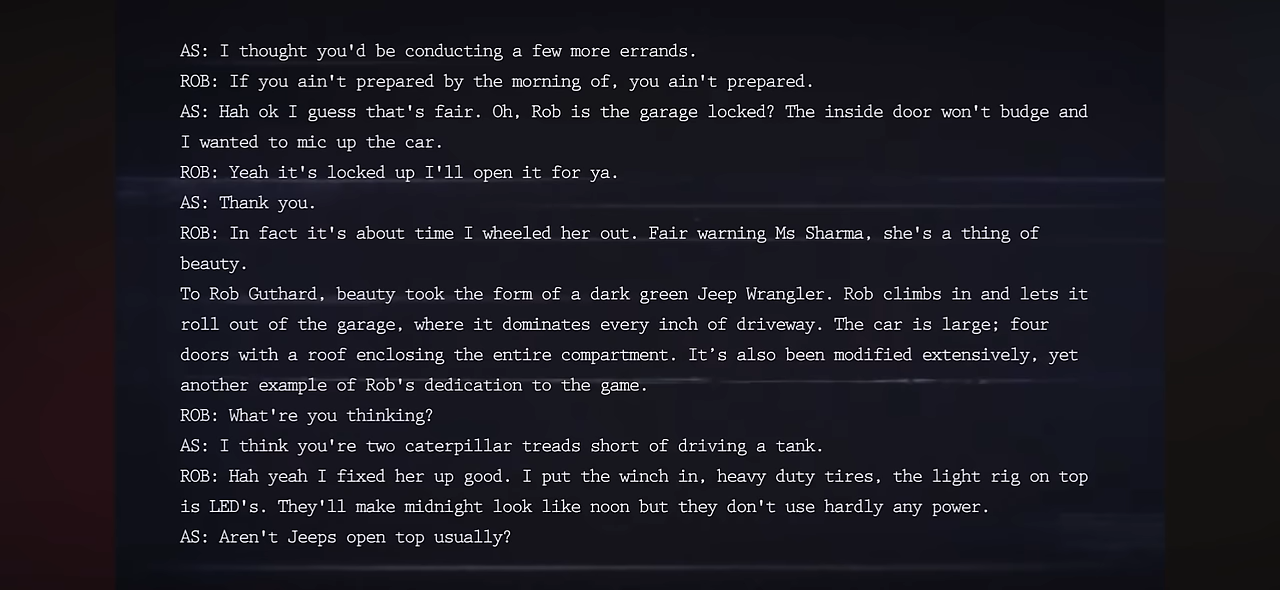 AS: I thought you'd be conducting a few more errands.
ROB: If you ain't prepared by the morning of, you ain't prepared.
AS: Hah ok I guess that's fair. Oh, Rob is the garage locked? The inside door won't budge and
I wanted to mic up the car.
ROB: Yeah it's locked up I'll open it for ya.
AS: Thank you.
ROB: In fact it's about time I wheeled her out. Fair warning Ms Sharma, she's a thing of
beauty.
To Rob Guthard, beauty took the form of a dark green Jeep Wrangler. Rob climbs in and lets it
roll out of the garage, where it dominates every inch of driveway. The car is large; four
doors with a roof enclosing the entire compartment. It’s also been modified extensively, yet
another example of Rob's dedication to the game.
ROB: What're you thinking?
AS: I think you're two caterpillar treads short of driving a tank.
ROB: Hah yeah I fixed her up good. I put the winch in, heavy duty tires, the light rig on top
is LED's. They'll make midnight look like noon but they don't use hardly any power.
AS: Aren't Jeeps open top usually?